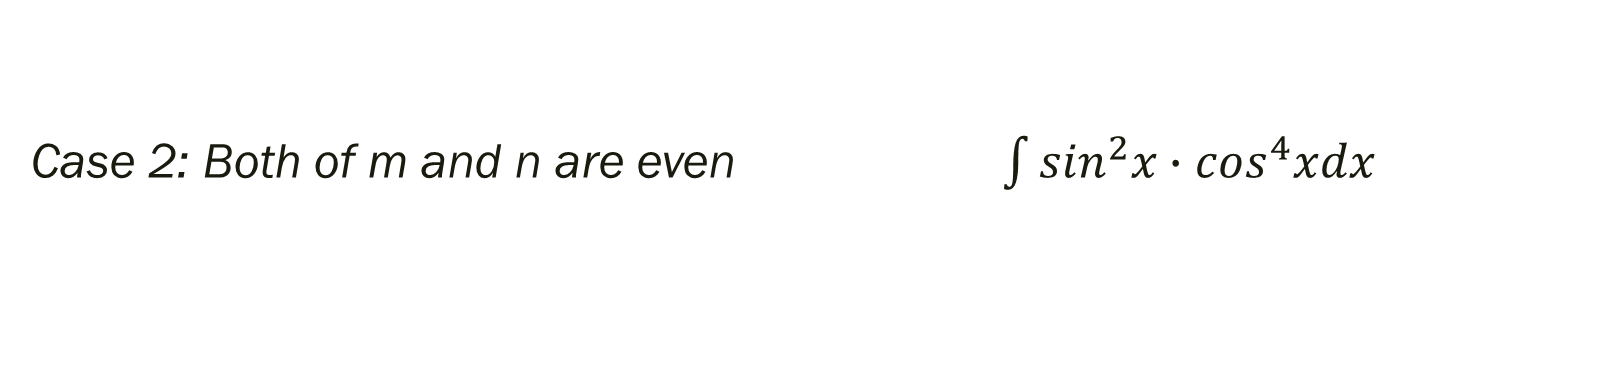 Case 2: Both of m and n are even
∫ sin²x · cos⁴xdx